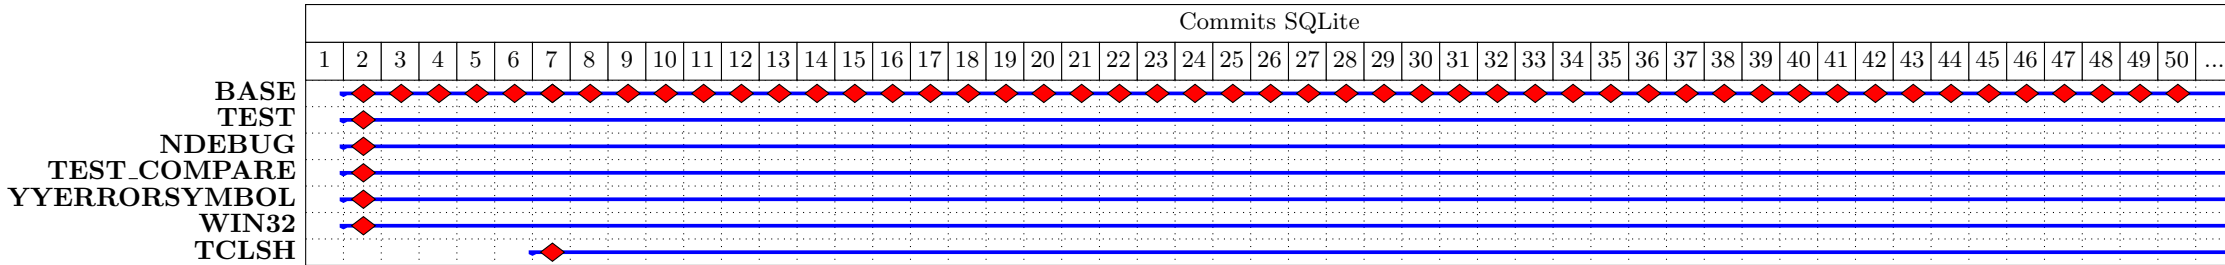 Commits SQLite
1 2 3 4 5 6 7 8 9 10 11 12 13 14 15 16 17 18 19 20 21 22 23 24 25 26 27 28 29 30 31 32 33 34 35 36 37 38 39 40 41 42 43 44 45 46 47 48 49 50 ...
BASE
TEST
NDEBUG
TEST_COMPARE
YYERRORSYMBOL
WIN32
TCLSH